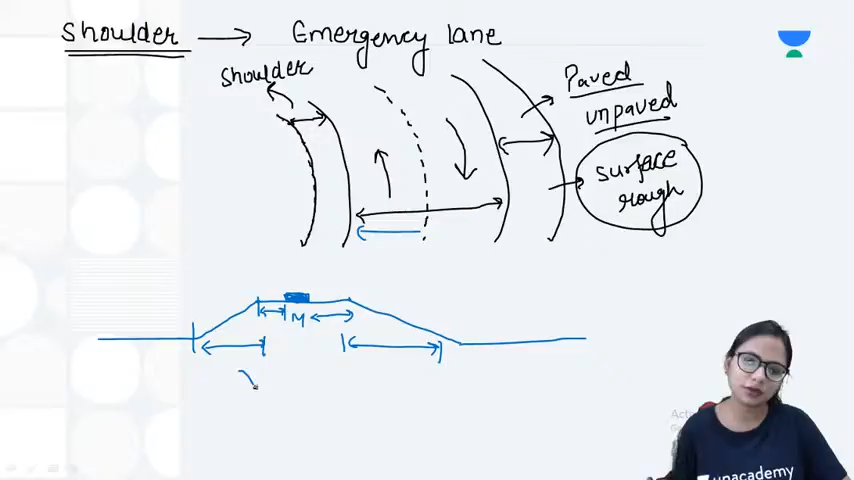 Shoulder → Emergency lane
Shoulder
Paved
unpaved
Surface
rough
M
unacademy